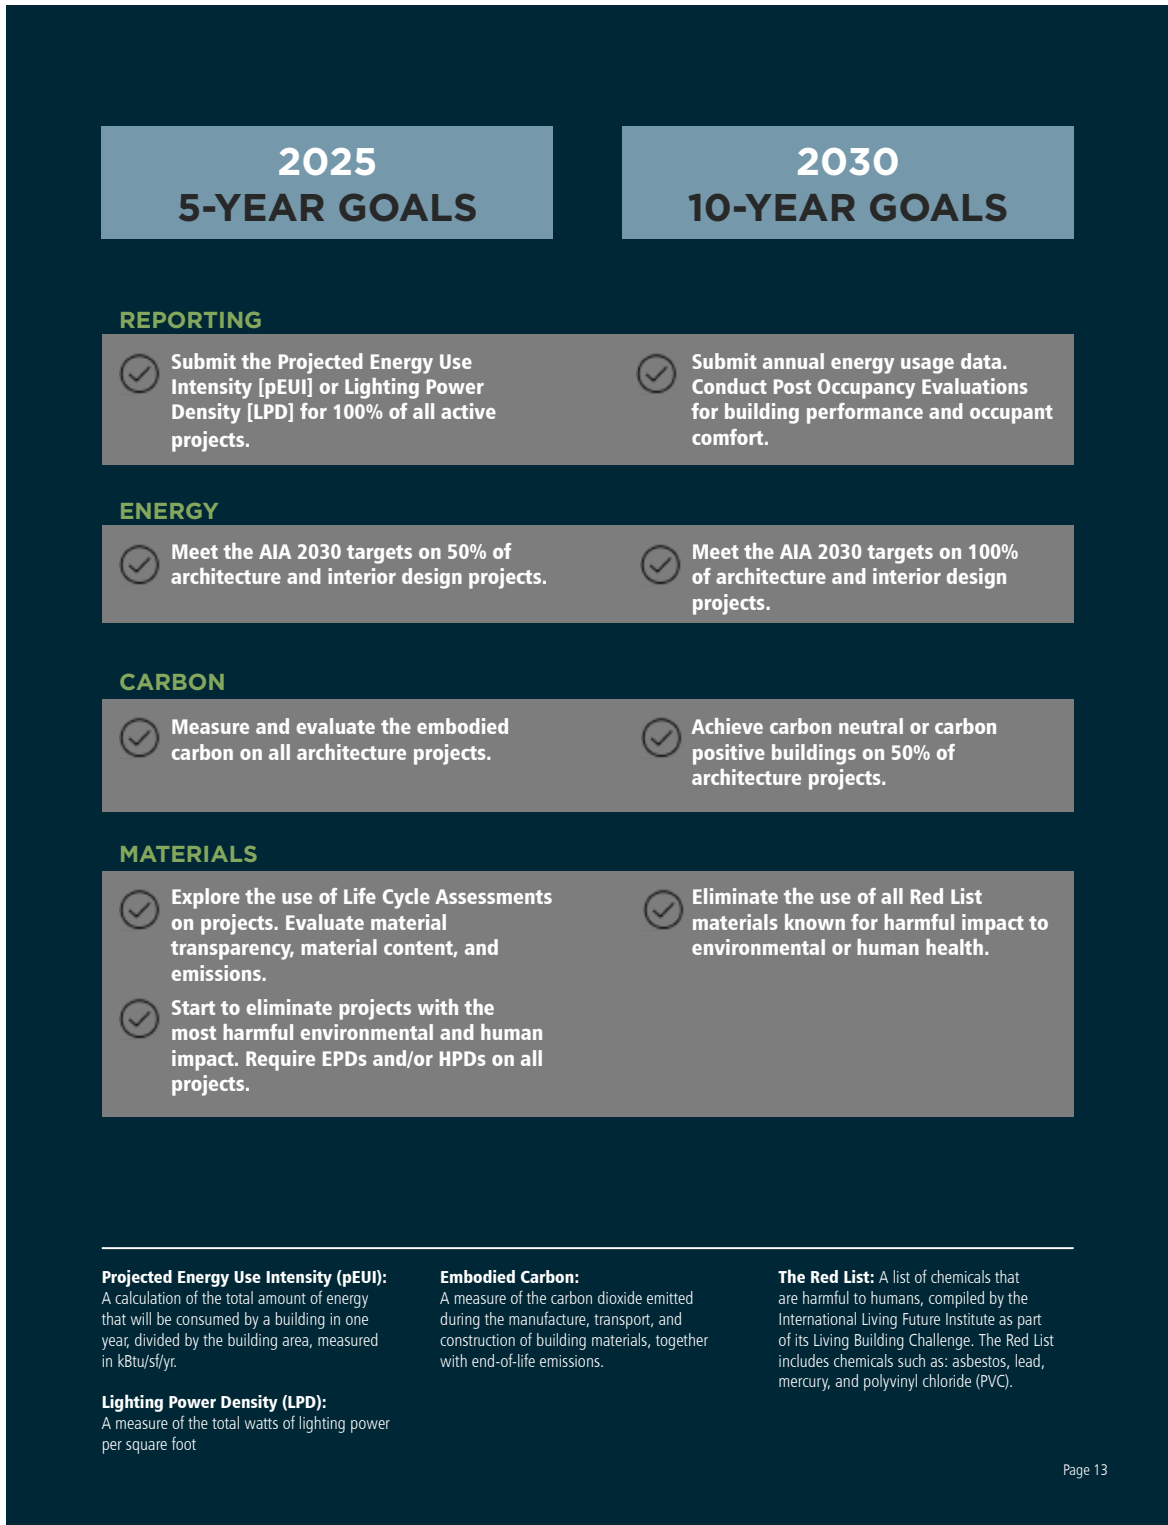 2025
5-YEAR GOALS
2030
10-YEAR GOALS
REPORTING
Submit the Projected Energy Use
Intensity [pEUI] or Lighting Power
Density [LPD] for 100% of all active
projects.
Submit annual energy usage data.
Conduct Post Occupancy Evaluations
for building performance and occupant
comfort.
ENERGY
Meet the AIA 2030 targets on 50% of
architecture and interior design projects.
Meet the AIA 2030 targets on 100%
of architecture and interior design
projects.
CARBON
Measure and evaluate the embodied
carbon on all architecture projects.
Achieve carbon neutral or carbon
positive buildings on 50% of
architecture projects.
MATERIALS
Explore the use of Life Cycle Assessments
on projects. Evaluate material
transparency, material content, and
emissions.
Start to eliminate projects with the
most harmful environmental and human
impact. Require EPDs and/or HPDs on all
projects.
Eliminate the use of all Red List
materials known for harmful impact to
environmental or human health.
Projected Energy Use Intensity (pEUI):
A calculation of the total amount of energy
that will be consumed by a building in one
year, divided by the building area, measured
in kBtu/sf/yr.
Lighting Power Density (LPD):
A measure of the total watts of lighting power
per square foot
Embodied Carbon:
A measure of the carbon dioxide emitted
during the manufacture, transport, and
construction of building materials, together
with end-of-life emissions.
The Red List: A list of chemicals that
are harmful to humans, compiled by the
International Living Future Institute as part
of its Living Building Challenge. The Red List
includes chemicals such as: asbestos, lead,
mercury, and polyvinyl chloride (PVC).
Page 13